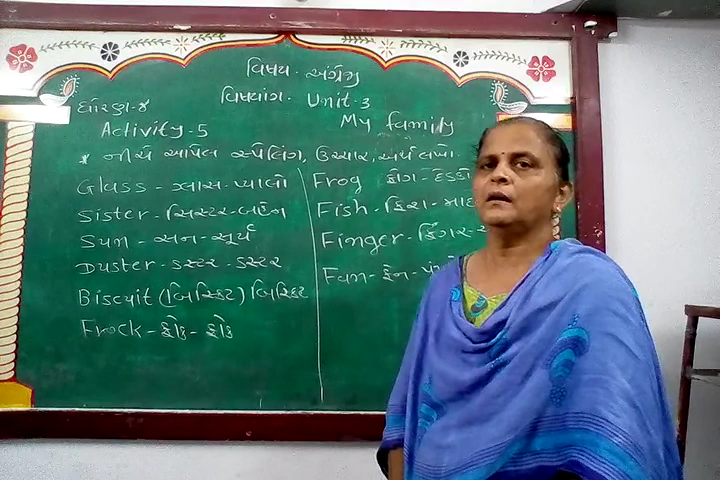 વિષય. અંગ્રેજી
વિષયાંગ. Unit.3
ધોરણ-૪
Activity-5
My family
* નીચે આપેલ સ્પેલિંગ, ઉચ્ચાર, અર્થ લખો.
Glass - ગ્લાસ-પ્યાલો
Sister - સિસ્ટર-બહેન
Sun - સન-સૂર્ય
Duster - ડસ્ટર-ડસ્ટર
Biscuit (બિસ્કિટ) બિસ્કિટ
Frock - ફ્રોક - ફ્રોક
Frog ફ્રોગ-દેડકો
Fish - ફિશ-
Finger - ફિંગર-
Fan - ફેન-